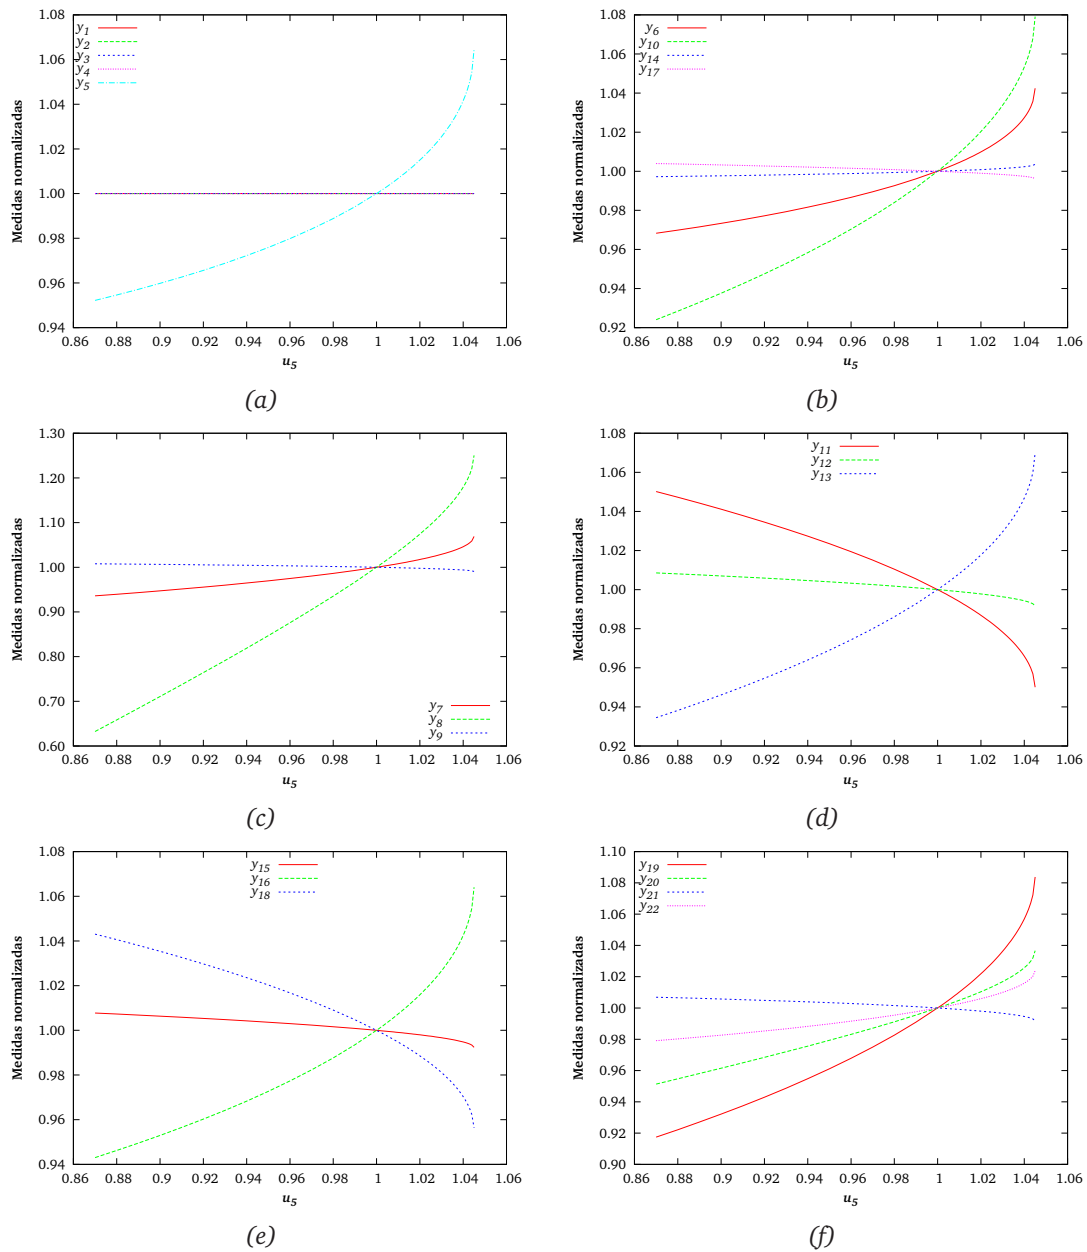 1.08
1.06
1.04
1.02
1.00
0.98
0.96
0.94
0.86 0.88 0.9 0.92 0.94 0.96 0.98 1 1.02 1.04 1.06
Medidas normalizadas
u5
y1
y2
y3
y4
y5
(a)
1.08
1.06
1.04
1.02
1.00
0.98
0.96
0.94
0.92
0.86 0.88 0.9 0.92 0.94 0.96 0.98 1 1.02 1.04 1.06
Medidas normalizadas
u5
y6
y10
y14
y17
(b)
1.30
1.20
1.10
1.00
0.90
0.80
0.70
0.60
0.86 0.88 0.9 0.92 0.94 0.96 0.98 1 1.02 1.04 1.06
Medidas normalizadas
u5
y7
y8
y9
(c)
1.08
1.06
1.04
1.02
1.00
0.98
0.96
0.94
0.92
0.86 0.88 0.9 0.92 0.94 0.96 0.98 1 1.02 1.04 1.06
Medidas normalizadas
u5
y11
y12
y13
(d)
1.08
1.06
1.04
1.02
1.00
0.98
0.96
0.94
0.86 0.88 0.9 0.92 0.94 0.96 0.98 1 1.02 1.04 1.06
Medidas normalizadas
u5
y15
y16
y18
(e)
1.10
1.08
1.06
1.04
1.02
1.00
0.98
0.96
0.94
0.92
0.90
0.86 0.88 0.9 0.92 0.94 0.96 0.98 1 1.02 1.04 1.06
Medidas normalizadas
u5
y19
y20
y21
y22
(f)